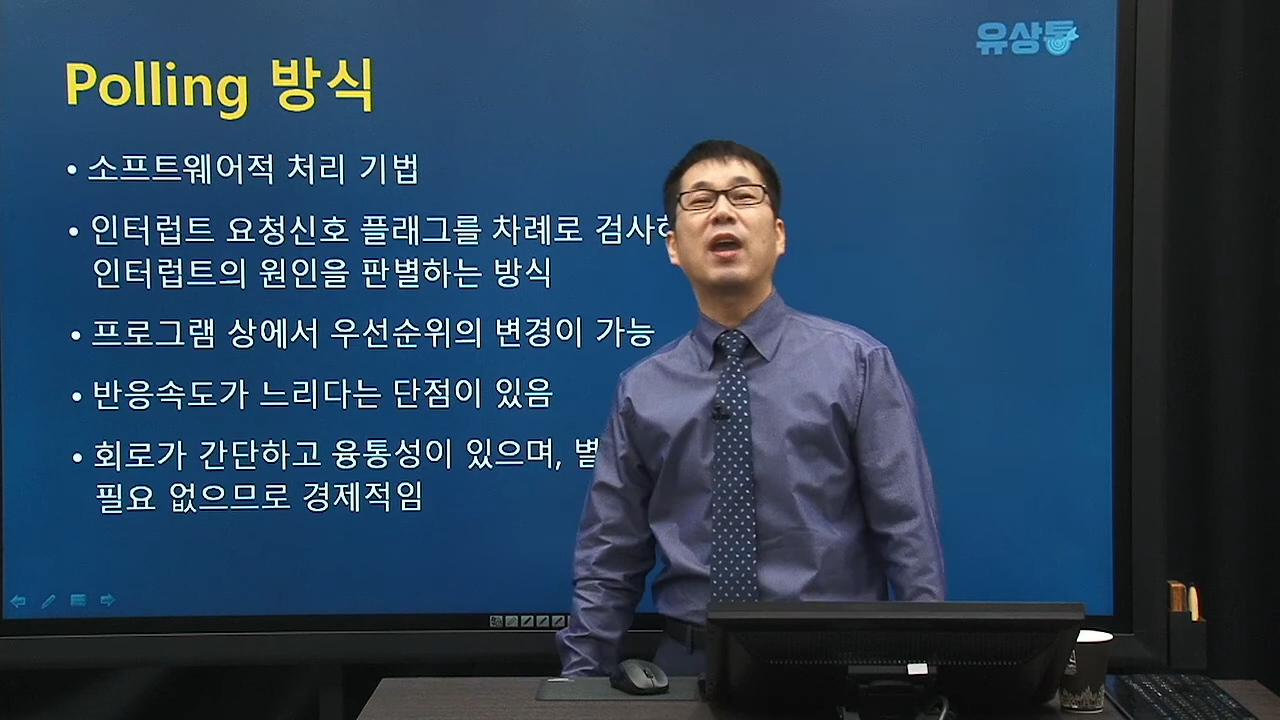 유상통
Polling 방식
• 소프트웨어적 처리 기법
• 인터럽트 요청신호 플래그를 차례로
인터럽트의 원인을 판별하는 방식
• 프로그램 상에서 우선순위의 변경이 가능
• 반응속도가 느리다는 단점이 있음
• 회로가 간단하고 융통성이 있으며,
필요 없으므로 경제적임